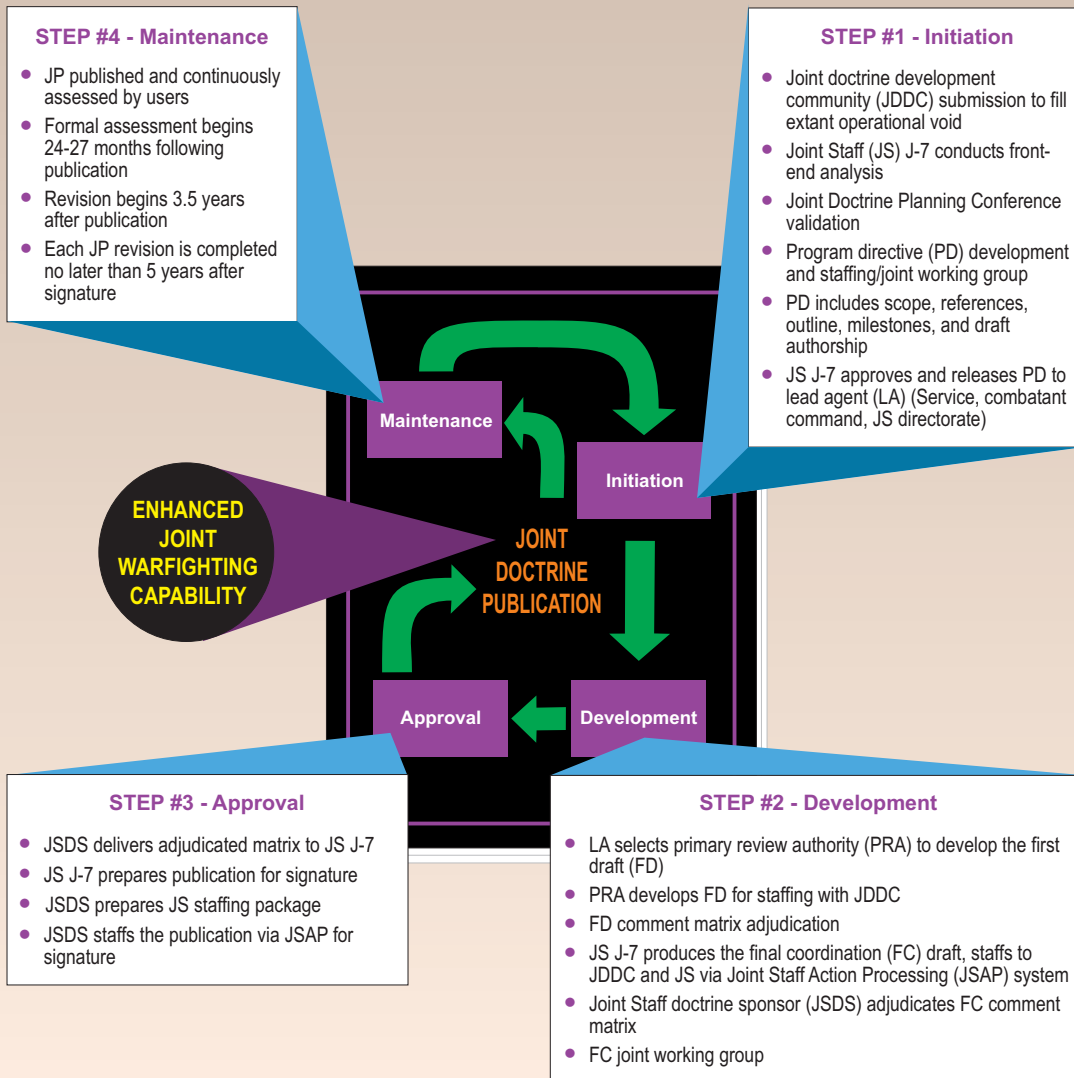 STEP #4 - Maintenance
• JP published and continuously
assessed by users
• Formal assessment begins
24-27 months following
publication
• Revision begins 3.5 years
after publication
• Each JP revision is completed
no later than 5 years after
signature
STEP #1 - Initiation
• Joint doctrine development
community (JDDC) submission to fill
extant operational void
• Joint Staff (JS) J-7 conducts front-
end analysis
• Joint Doctrine Planning Conference
validation
• Program directive (PD) development
and staffing/joint working group
• PD includes scope, references,
outline, milestones, and draft
authorship
• JS J-7 approves and releases PD to
lead agent (LA) (Service, combatant
command, JS directorate)
Maintenance
Initiation
ENHANCED
JOINT
WARFIGHTING
CAPABILITY
JOINT
DOCTRINE
PUBLICATION
Approval
Development
STEP #3 - Approval
• JSDS delivers adjudicated matrix to JS J-7
• JS J-7 prepares publication for signature
• JSDS prepares JS staffing package
• JSDS staffs the publication via JSAP for
signature
STEP #2 - Development
• LA selects primary review authority (PRA) to develop the first
draft (FD)
• PRA develops FD for staffing with JDDC
• FD comment matrix adjudication
• JS J-7 produces the final coordination (FC) draft, staffs to
JDDC and JS via Joint Staff Action Processing (JSAP) system
• Joint Staff doctrine sponsor (JSDS) adjudicates FC comment
matrix
• FC joint working group